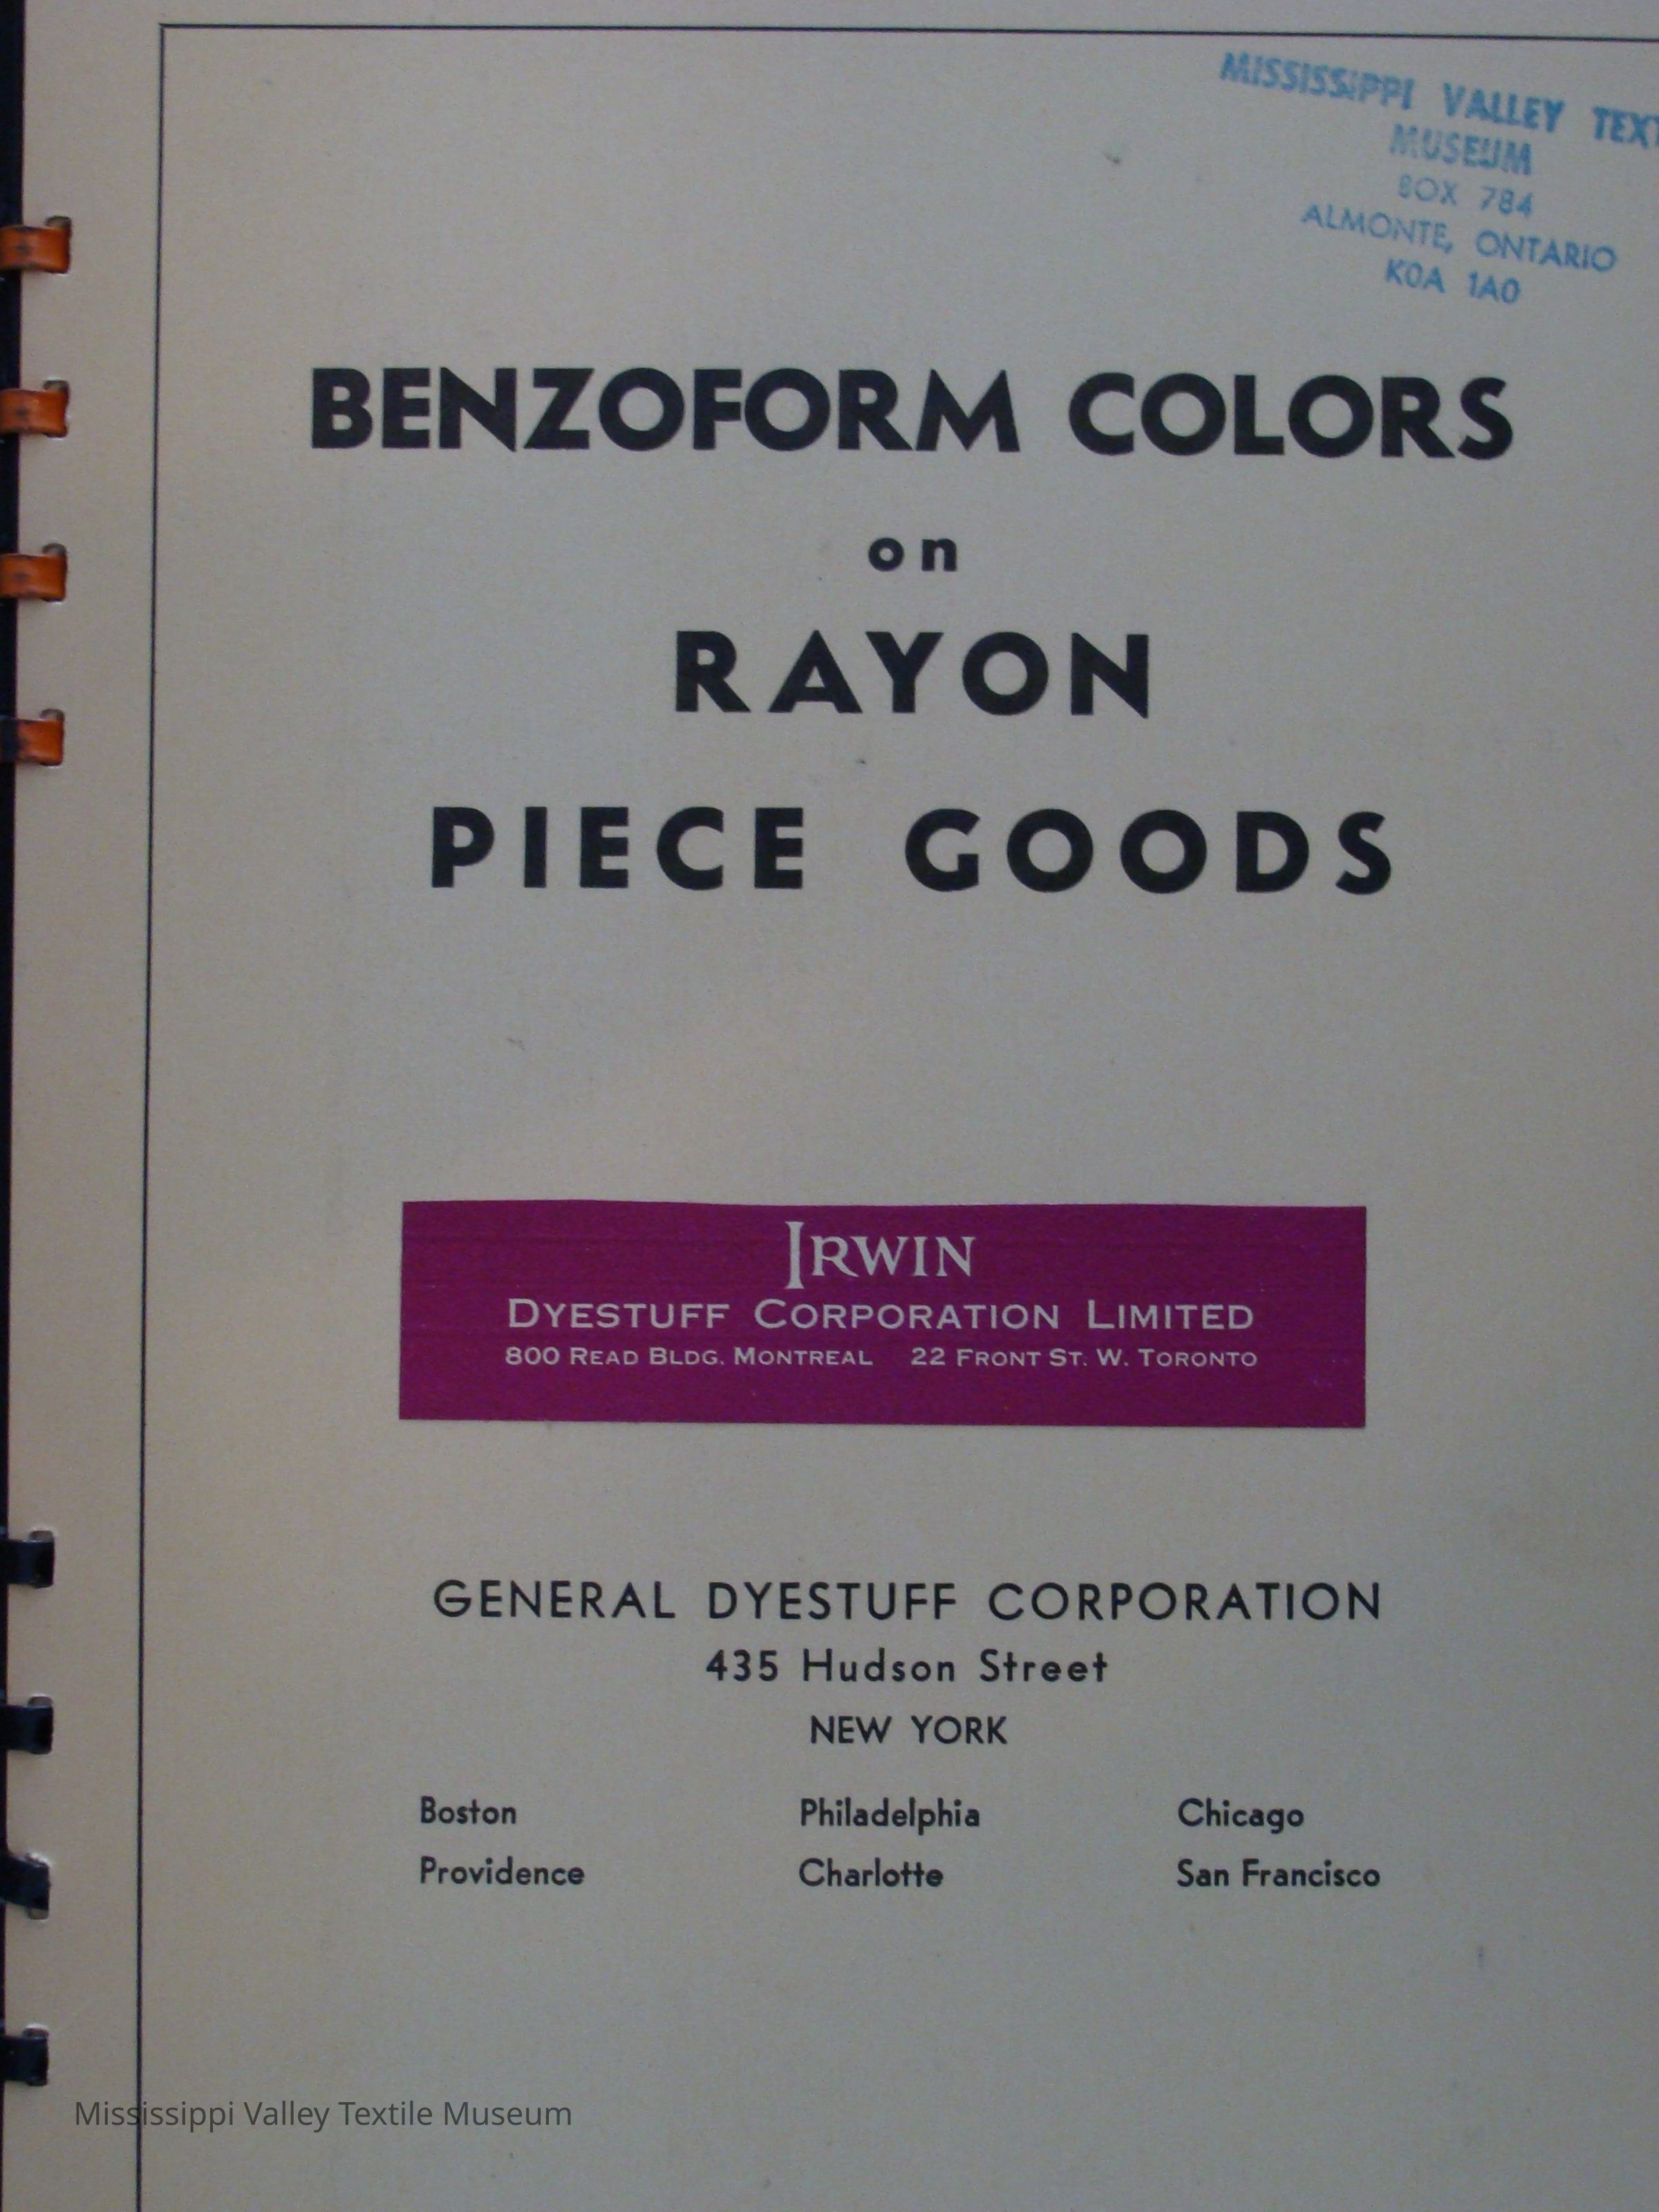 MISSISSIPPI VALLEY
MUSEUM
BOX 784
ALMONTE, ONTARIO
K0A 1A0
BENZOFORM COLORS
on
RAYON
PIECE GOODS
IRWIN
DYESTUFF CORPORATION LIMITED
800 READ BLDG. MONTREAL 22 FRONT ST. W. TORONTO
GENERAL DYESTUFF CORPORATION
435 Hudson Street
NEW YORK
Boston Philadelphia Chicago
Providence Charlotte San Francisco
Mississippi Valley Textile Museum